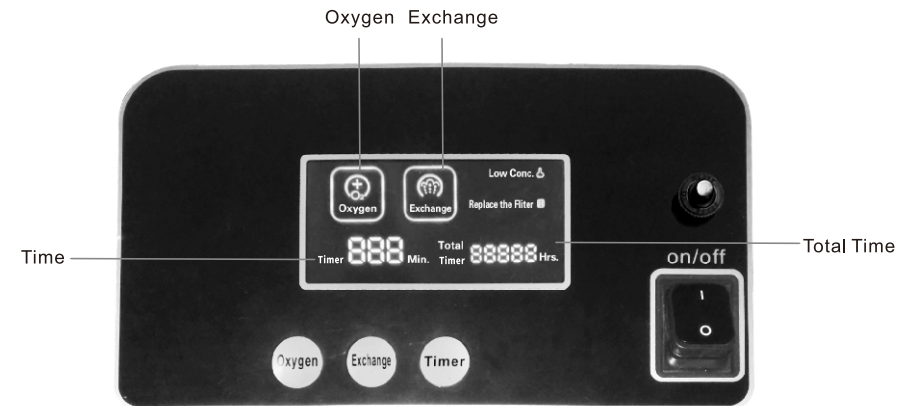 Oxygen Exchange
Low Conc.
O₂
Oxygen
Exchange
Replace the Fliter
Time
Timer 888 Min.
Total
Timer 88888 Hrs.
Total Time
on/off
I
O
Oxygen
Exchange
Timer